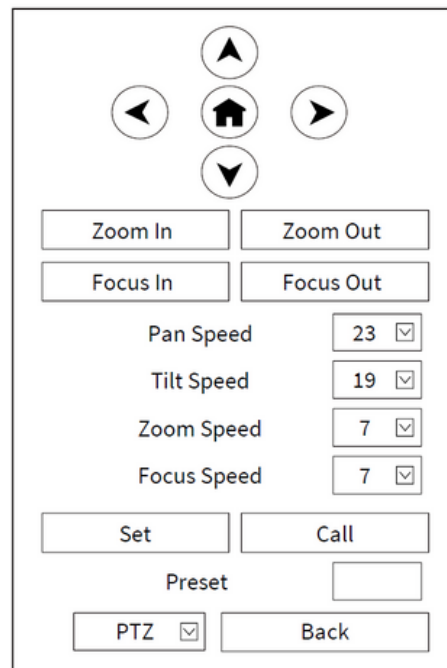 Zoom In Zoom Out
Focus In Focus Out
Pan Speed 23
Tilt Speed 19
Zoom Speed 7
Focus Speed 7
Set Call
Preset
PTZ Back